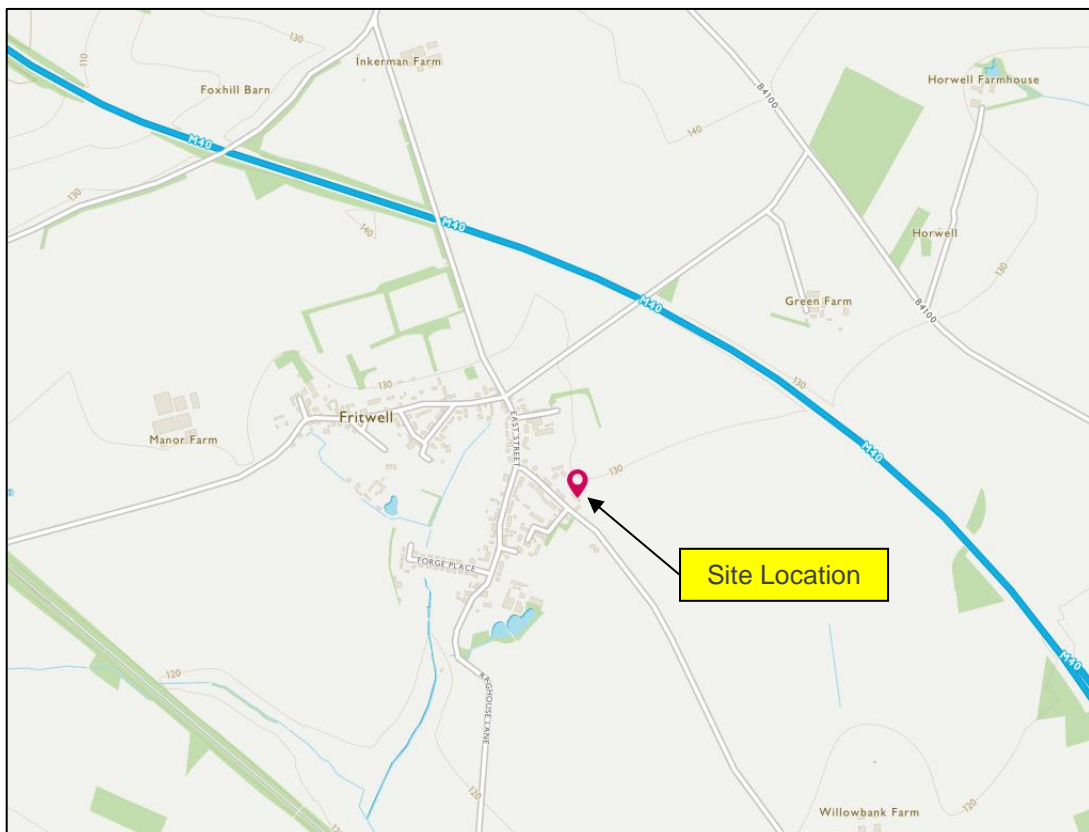 130
110
Inkerman Farm
Foxhill Barn
Horwell Farmhouse
B4100
M40
140
130
130
M40
140
Horwell
130
Green Farm
B4100
M40
130
130
Fritwell
EAST STREET
Manor Farm
M40
130
Site Location
FORGE PLACE
120
M40
120
Willowbank Farm
120